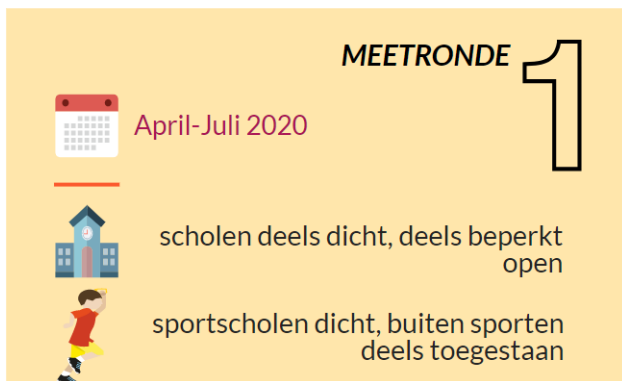 MEETRONDE 1
April-Juli 2020
scholen deels dicht, deels beperkt
open
sportscholen dicht, buiten sporten
deels toegestaan